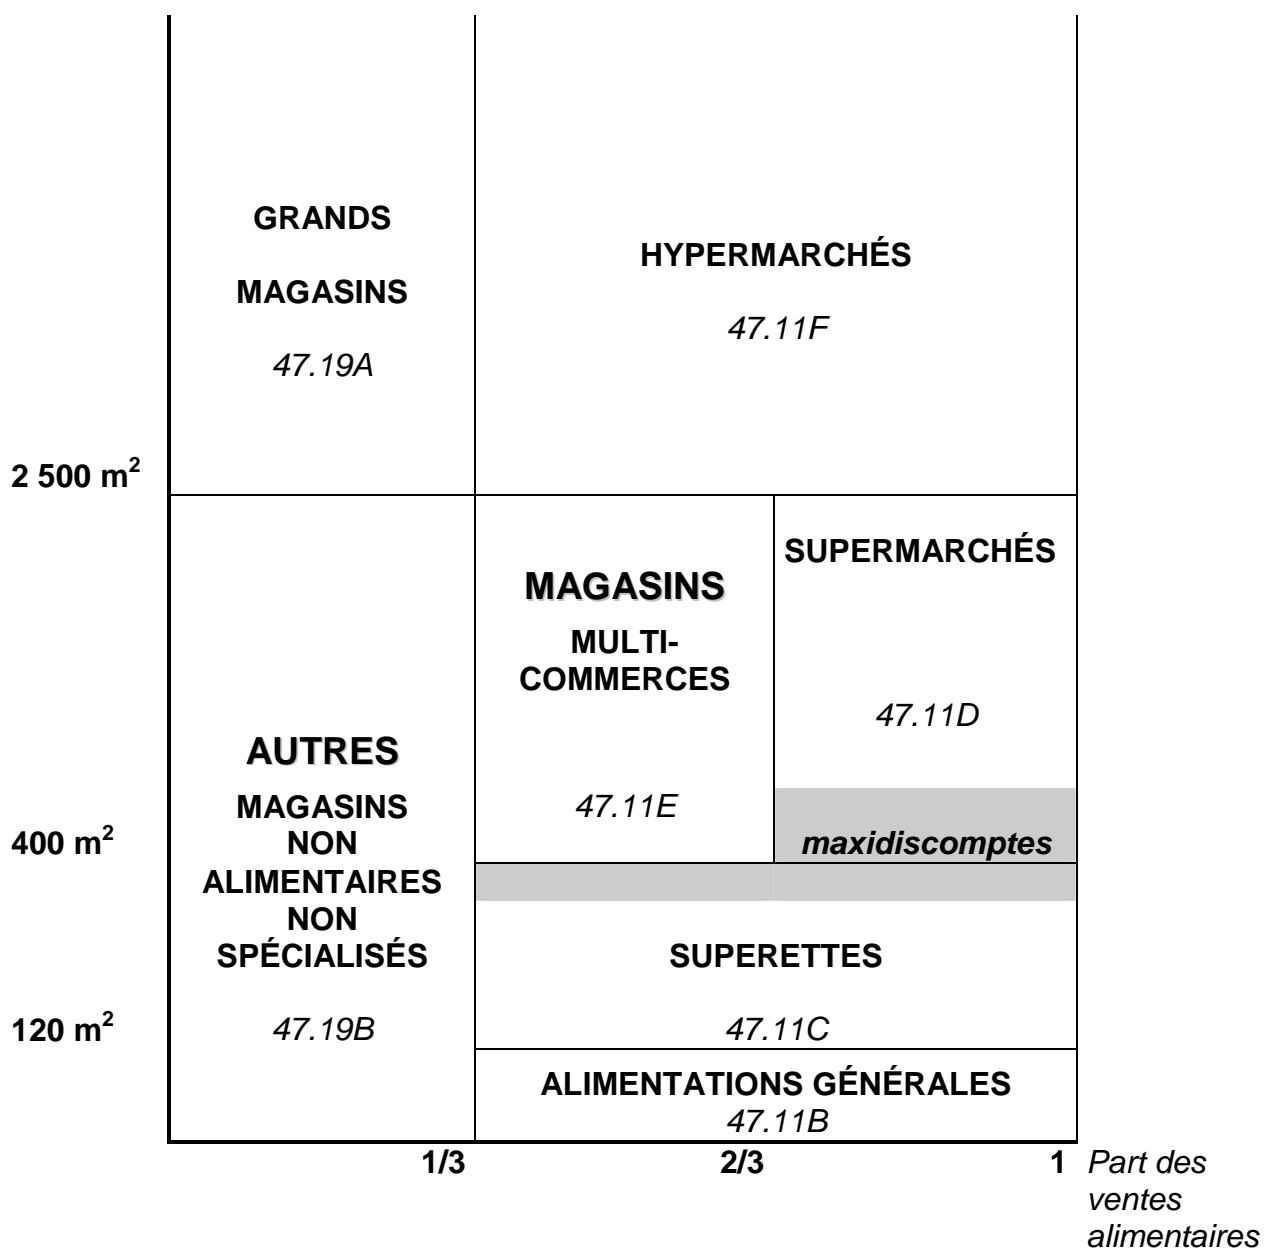 GRANDS
MAGASINS
47.19A
HYPERMARCHÉS
47.11F
2 500 m²
MAGASINS
MULTI-
COMMERCES
47.11E
SUPERMARCHÉS
47.11D
AUTRES
MAGASINS
NON
ALIMENTAIRES
NON
SPÉCIALISÉS
47.19B
400 m²
maxidiscomptes
SUPERETTES
47.11C
120 m²
ALIMENTATIONS GÉNÉRALES
47.11B
1/3
2/3
1
Part des
ventes
alimentaires